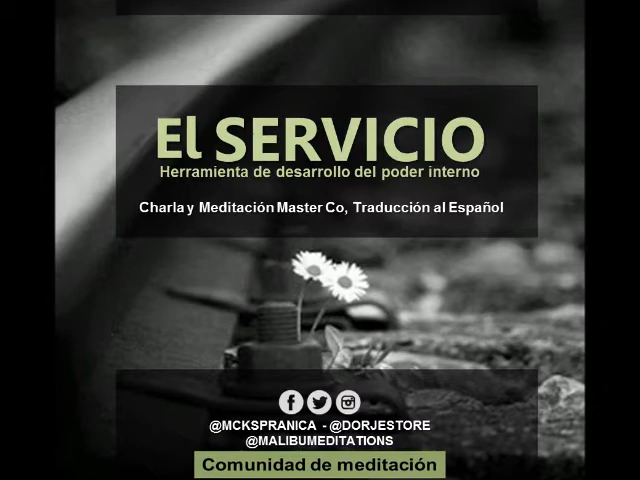 El SERVICIO
Herramienta de desarrollo del poder interno
Charla y Meditación Master Co, Traducción al Español
@MCKSPRANICA - @DORJESTORE
@MALIBUMEDITATIONS
Comunidad de meditación